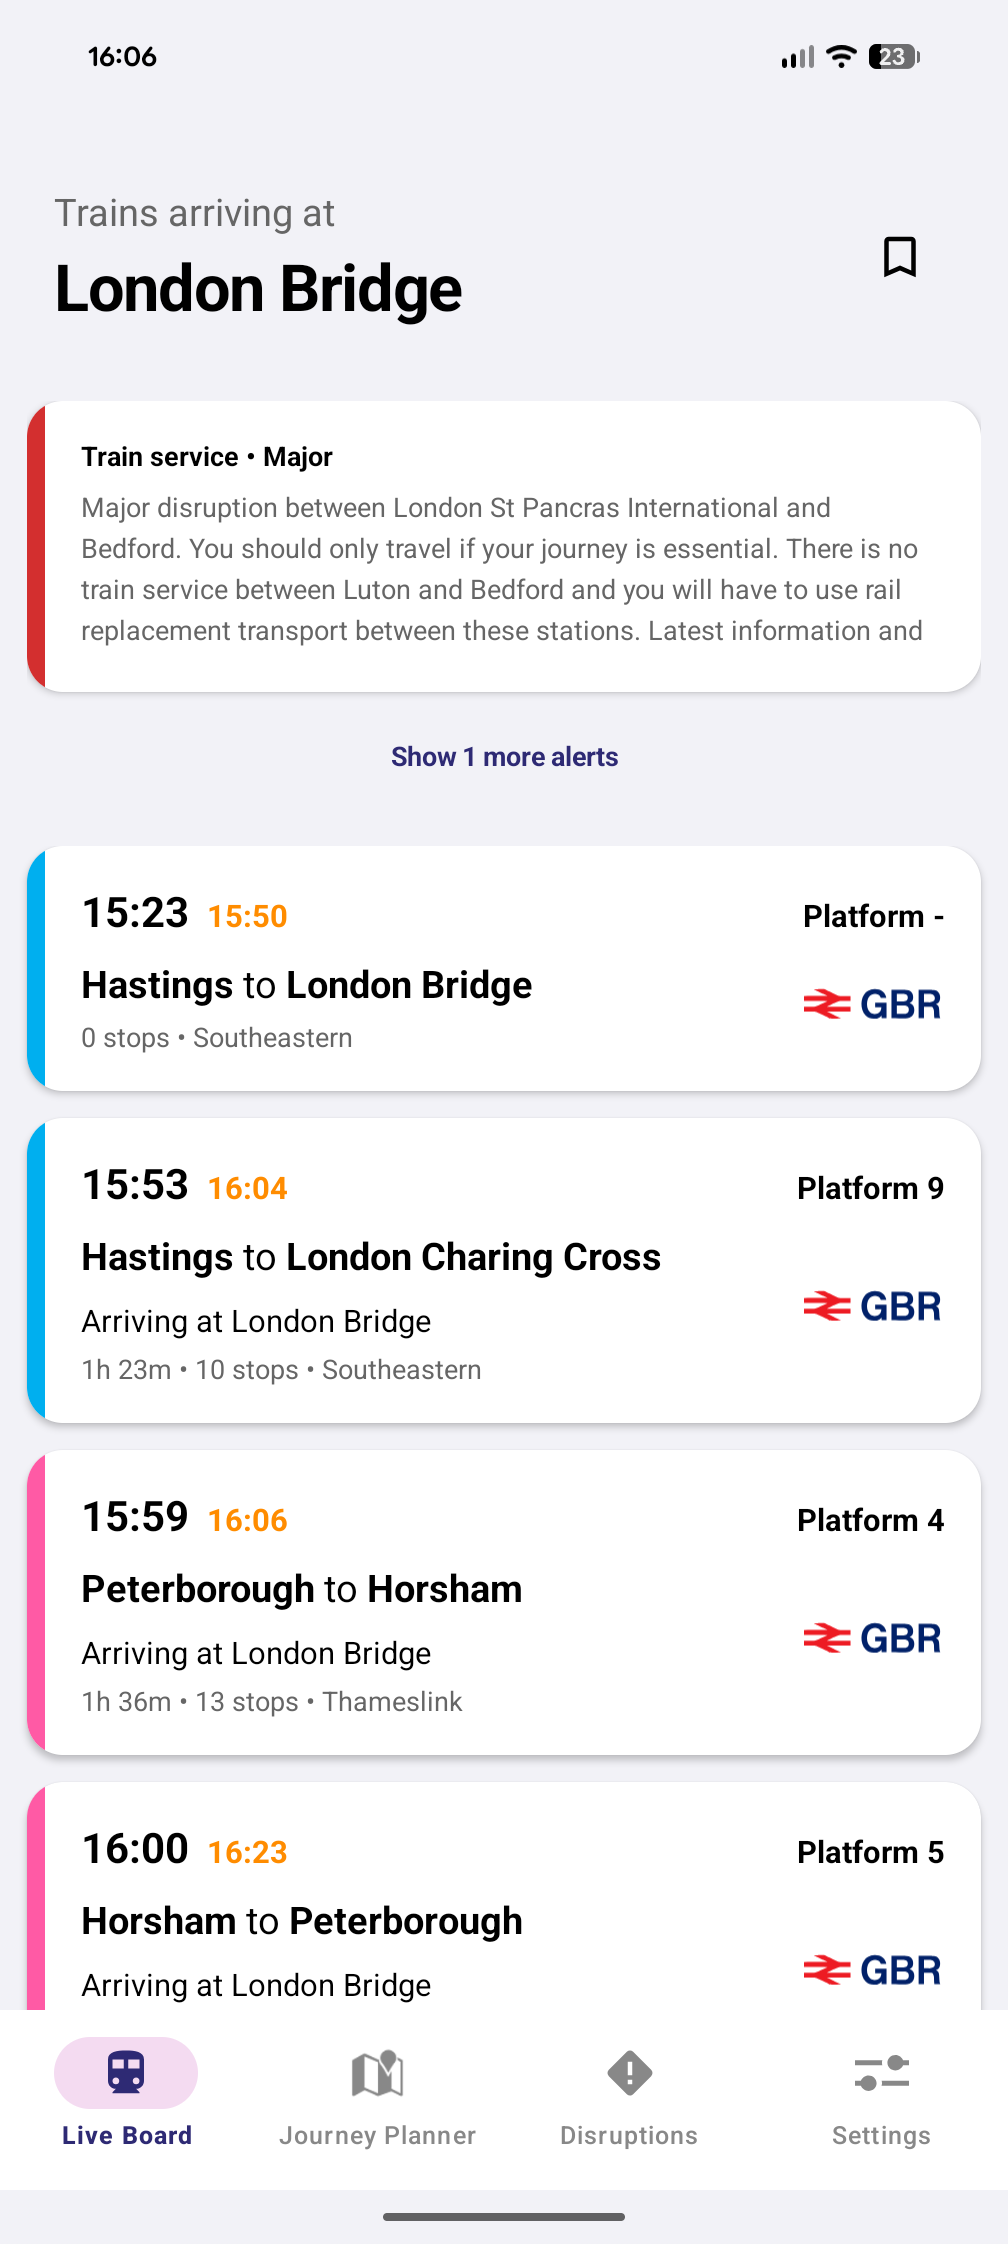 16:06
23
Trains arriving at
London Bridge
Train service • Major
Major disruption between London St Pancras International and
Bedford. You should only travel if your journey is essential. There is no
train service between Luton and Bedford and you will have to use rail
replacement transport between these stations. Latest information and
Show 1 more alerts
15:23 15:50 Platform -
Hastings to London Bridge
GBR
0 stops • Southeastern
15:53 16:04 Platform 9
Hastings to London Charing Cross
GBR
Arriving at London Bridge
1h 23m • 10 stops • Southeastern
15:59 16:06 Platform 4
Peterborough to Horsham
GBR
Arriving at London Bridge
1h 36m • 13 stops • Thameslink
16:00 16:23 Platform 5
Horsham to Peterborough
GBR
Arriving at London Bridge
Live Board Journey Planner Disruptions Settings